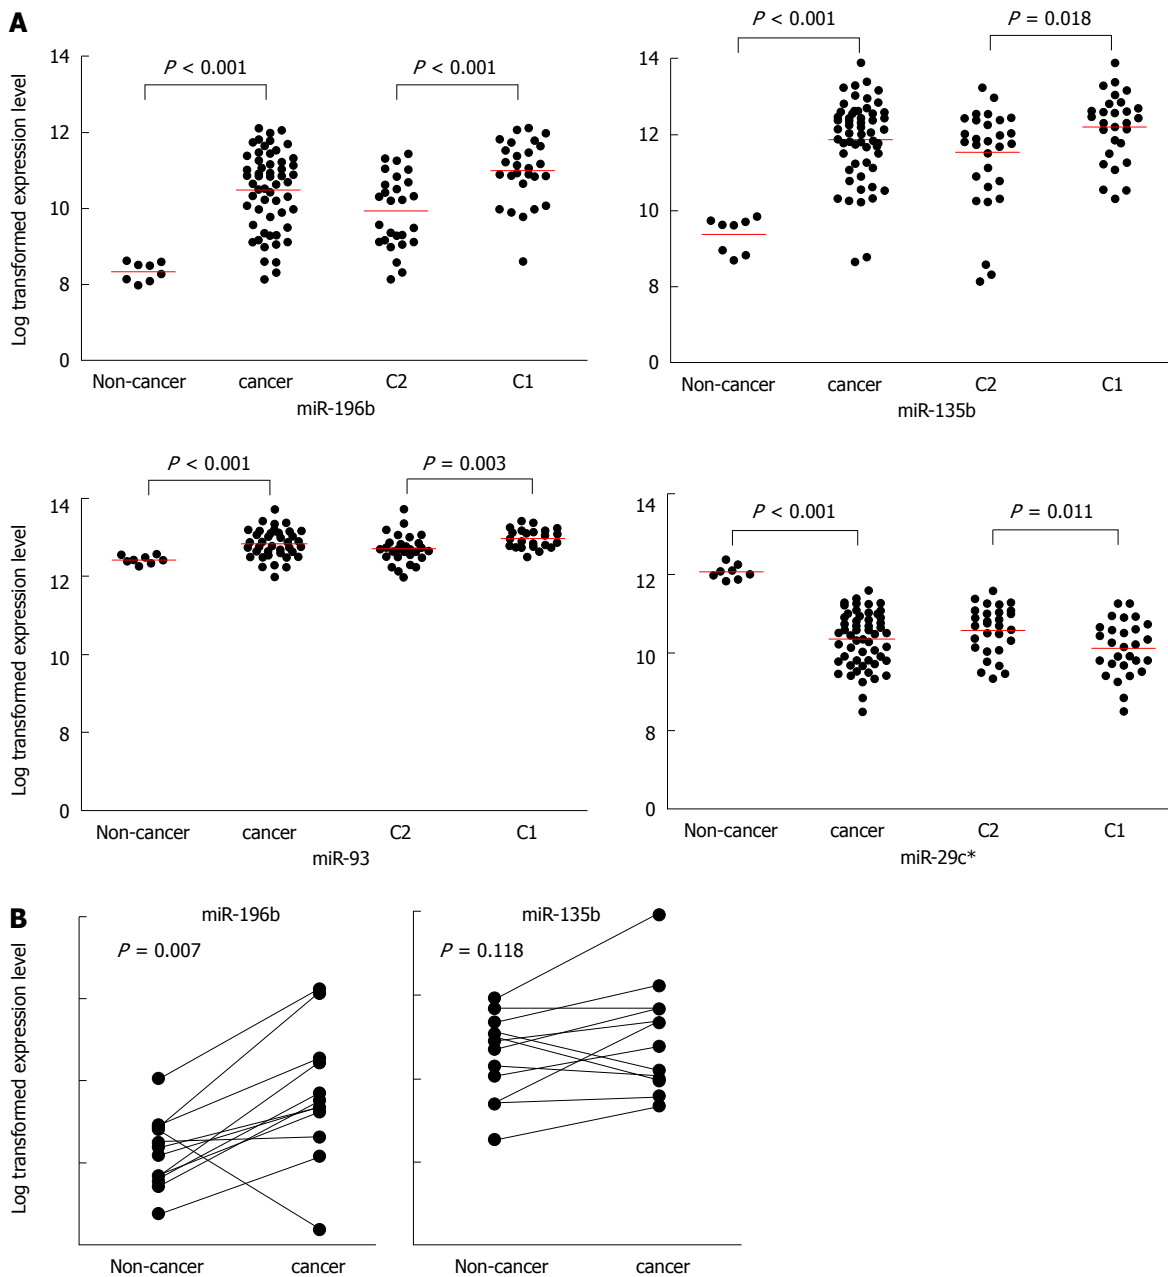 A
P < 0.001
P < 0.001
Log transformed expression level
14
12
10
8
0
Non-cancer
cancer
C2
C1
miR-196b
P < 0.001
P = 0.018
14
12
10
8
0
Non-cancer
cancer
C2
C1
miR-135b
P < 0.001
P = 0.003
Log transformed expression level
14
12
10
8
0
Non-cancer
cancer
C2
C1
miR-93
P < 0.001
P = 0.011
14
12
10
8
0
Non-cancer
cancer
C2
C1
miR-29c*
B
miR-196b
P = 0.007
Log transformed expression level
Non-cancer
cancer
miR-135b
P = 0.118
Non-cancer
cancer